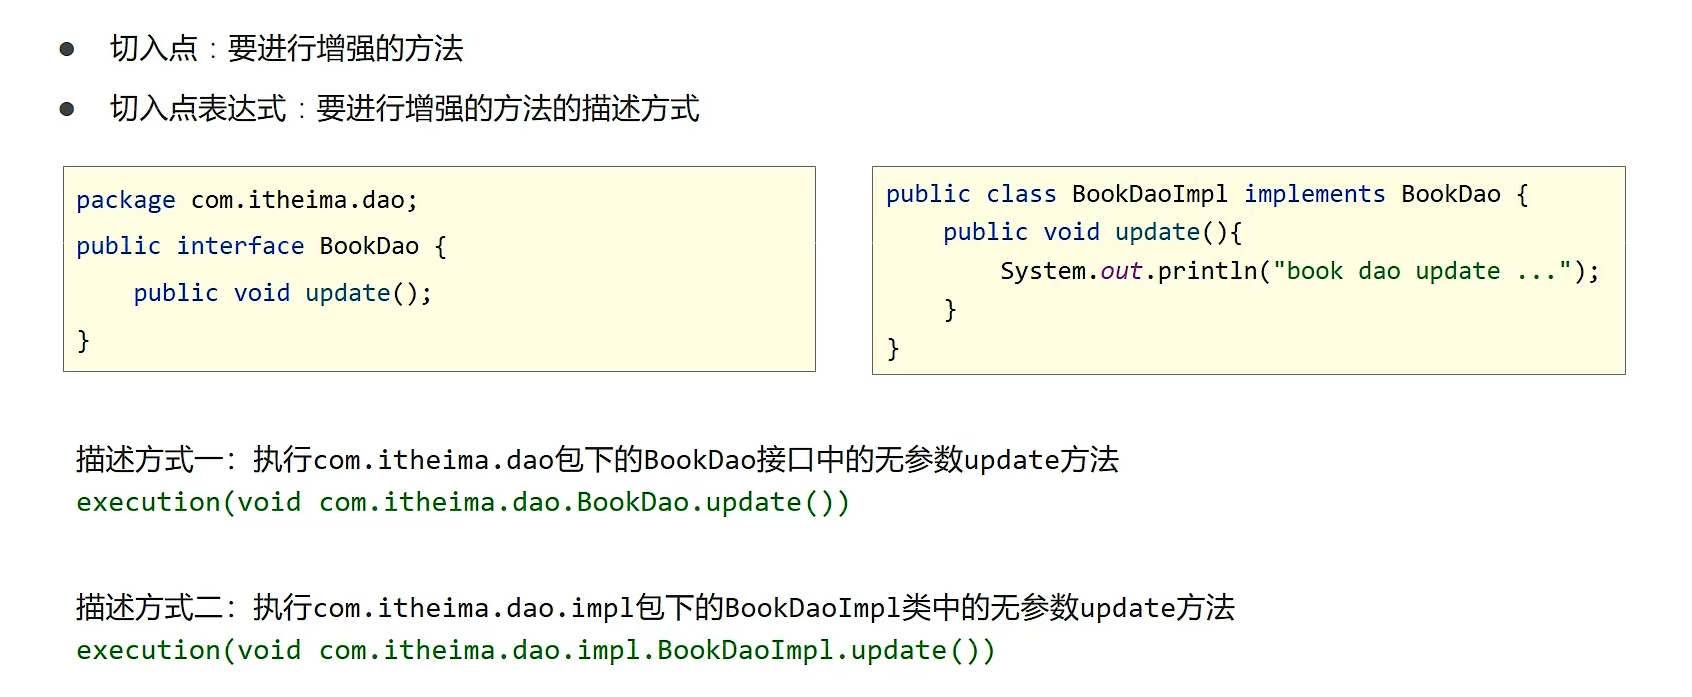 ● 切入点：要进行增强的方法
● 切入点表达式：要进行增强的方法的描述方式
package com.itheima.dao;
public interface BookDao {
    public void update();
}
public class BookDaoImpl implements BookDao {
    public void update(){
        System.out.println("book dao update ...");
    }
}
描述方式一：执行com.itheima.dao包下的BookDao接口中的无参数update方法
execution(void com.itheima.dao.BookDao.update())
描述方式二：执行com.itheima.dao.impl包下的BookDaoImpl类中的无参数update方法
execution(void com.itheima.dao.impl.BookDaoImpl.update())